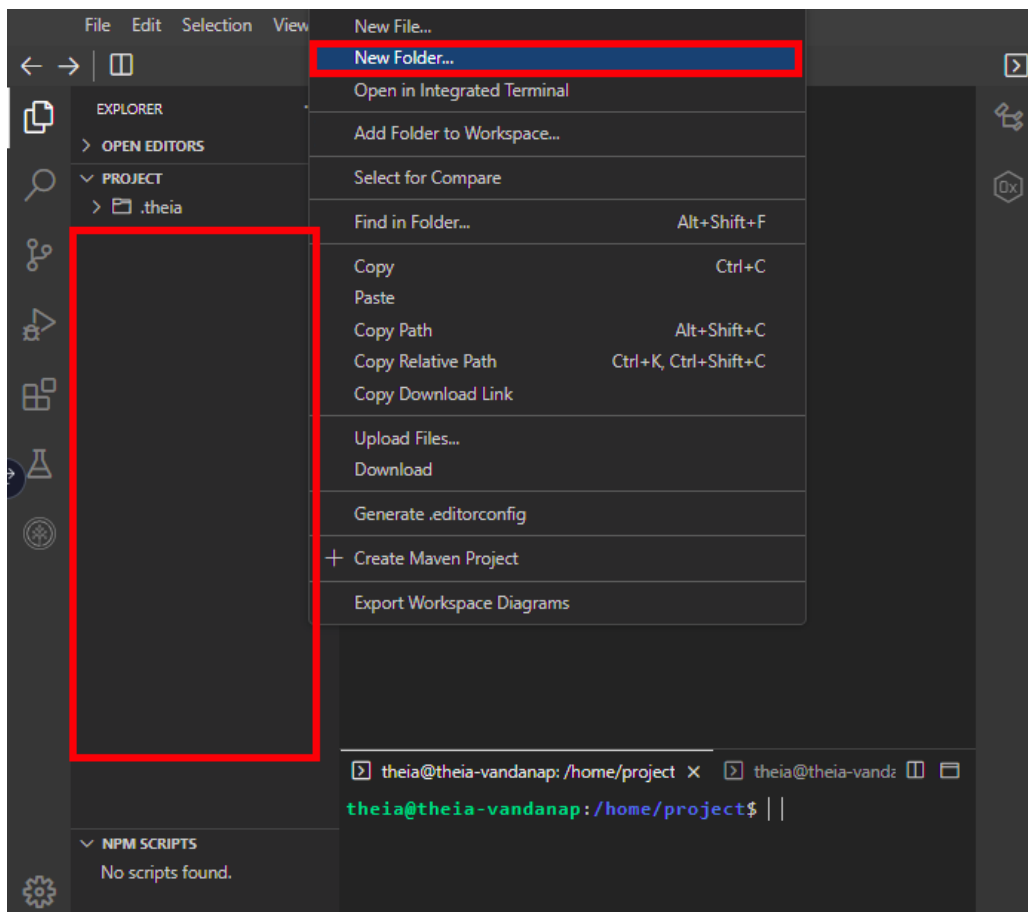 File Edit Selection View
EXPLORER
OPEN EDITORS
PROJECT
.theia
New File...
New Folder...
Open in Integrated Terminal
Add Folder to Workspace...
Select for Compare
Find in Folder... Alt+Shift+F
Copy Ctrl+C
Paste
Copy Path Alt+Shift+C
Copy Relative Path Ctrl+K, Ctrl+Shift+C
Copy Download Link
Upload Files...
Download
Generate .editorconfig
Create Maven Project
Export Workspace Diagrams
theia@theia-vandanap: /home/project theia@theia-vanda
theia@theia-vandanap:/home/project$
NPM SCRIPTS
No scripts found.
0x